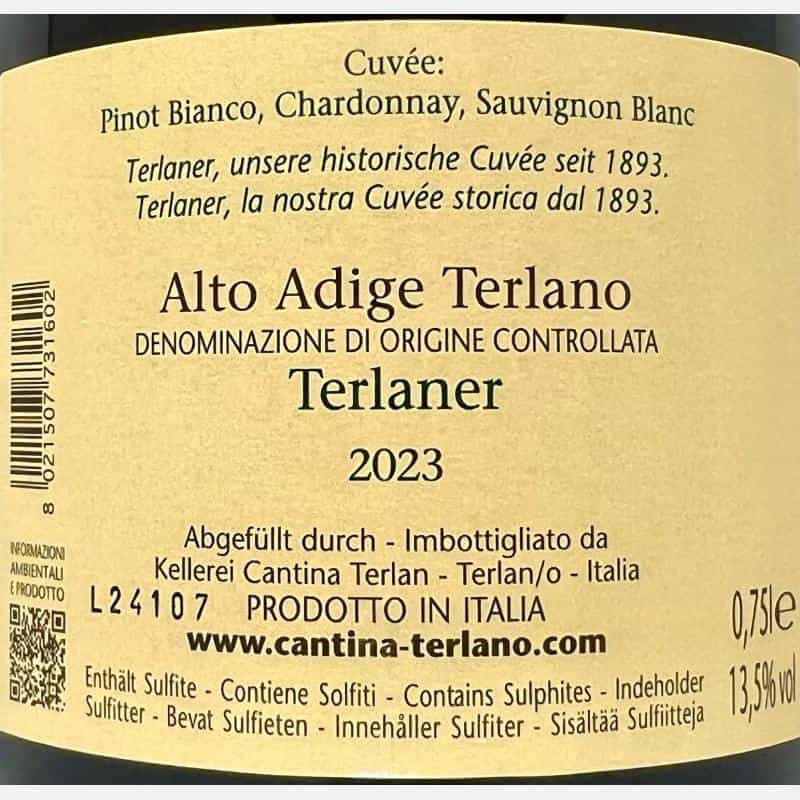 Cuvée:
Pinot Bianco, Chardonnay, Sauvignon Blanc
Terlaner, unsere historische Cuvée seit 1893.
Terlaner, la nostra Cuvée storica dal 1893.
Alto Adige Terlano
DENOMINAZIONE DI ORIGINE CONTROLLATA
Terlaner
2023
8 021507 731602
Abgefüllt durch - Imbottigliato da
Kellerei Cantina Terlan - Terlan/o - Italia
INFORMAZIONI
AMBIENTALI
E PRODOTTO
L24107 PRODOTTO IN ITALIA
www.cantina-terlano.com
0,75l e
13,5% vol
Enthält Sulfite - Contiene Solfiti - Contains Sulphites - Indeholder
Sulfitter - Bevat Sulfieten - Innehåller Sulfiter - Sisältää Sulfiitteja